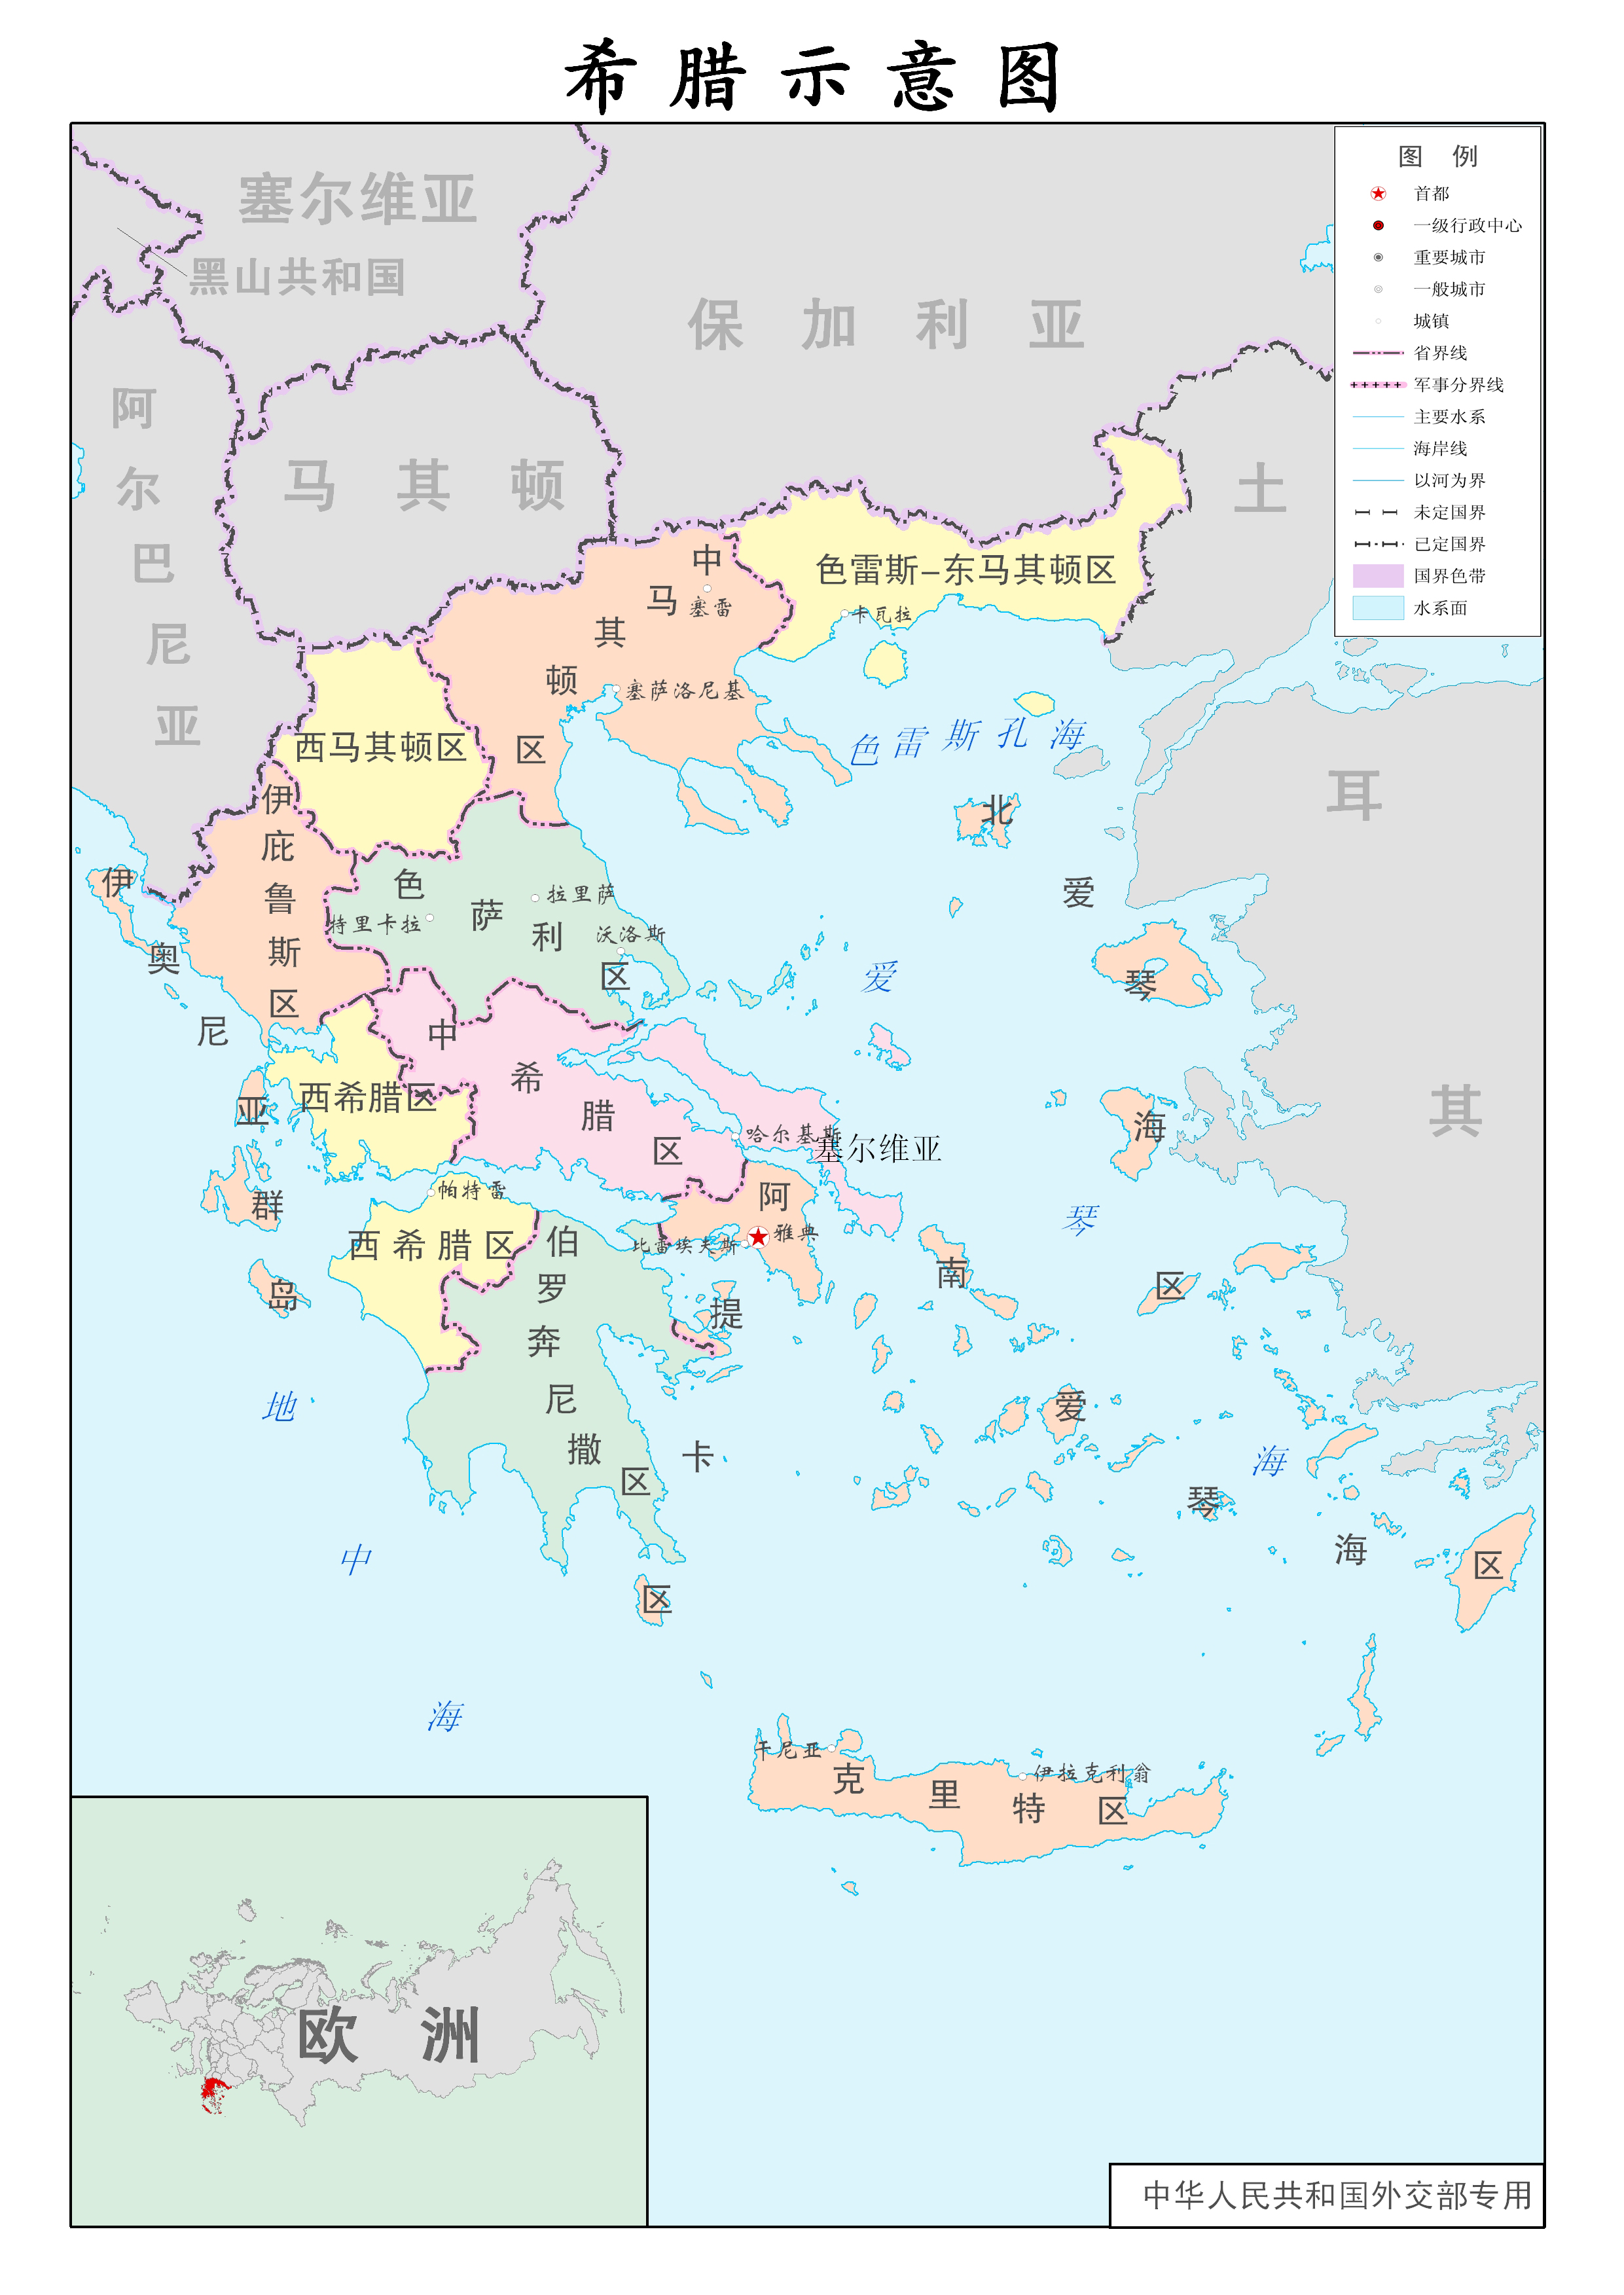 希腊示意图
图 例
首都
一级行政中心
重要城市
一般城市
城镇
省界线
军事分界线
主要水系
海岸线
以河为界
未定国界
已定国界
国界色带
水系面
塞尔维亚
黑山共和国
保加利亚
阿尔巴尼亚
马其顿
土耳其
色雷斯-东马其顿区
卡瓦拉
中马其顿区
塞雷
塞萨洛尼基
西马其顿区
色雷斯孔海
伊庇鲁斯区
色萨利区
拉里萨
特里卡拉
沃洛斯
北爱琴海区
爱琴海
伊奥尼亚群岛区
中希腊区
西希腊区
哈尔基斯
塞尔维亚
帕特雷
西希腊区
阿提卡区
雅典
比雷埃夫斯
伯罗奔尼撒区
南爱琴海区
地中海
干尼亚
伊拉克利翁
克里特区
欧洲
中华人民共和国外交部专用